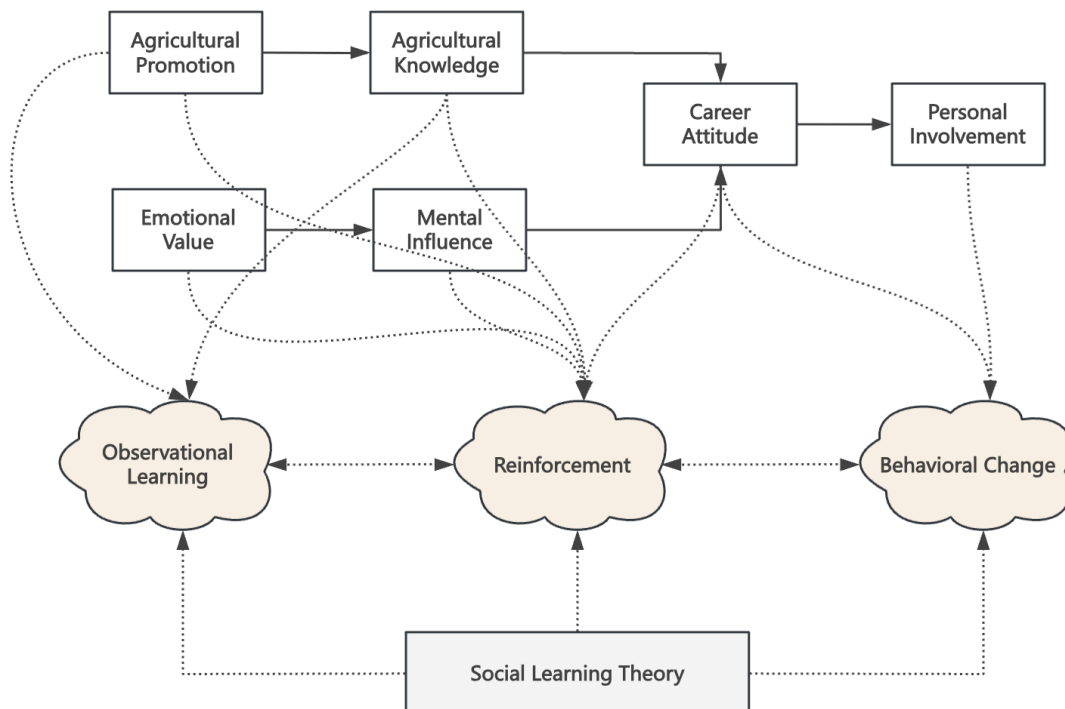 Agricultural
Promotion
Agricultural
Knowledge
Career
Attitude
Personal
Involvement
Emotional
Value
Mental
Influence
Observational
Learning
Reinforcement
Behavioral Change
Social Learning Theory